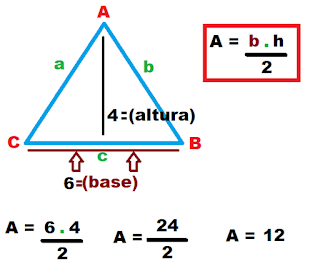 A
A = b . h
2
a
b
4=(altura)
C
B
c
6=(base)
A = 6 . 4
2
A = 24
2
A = 12